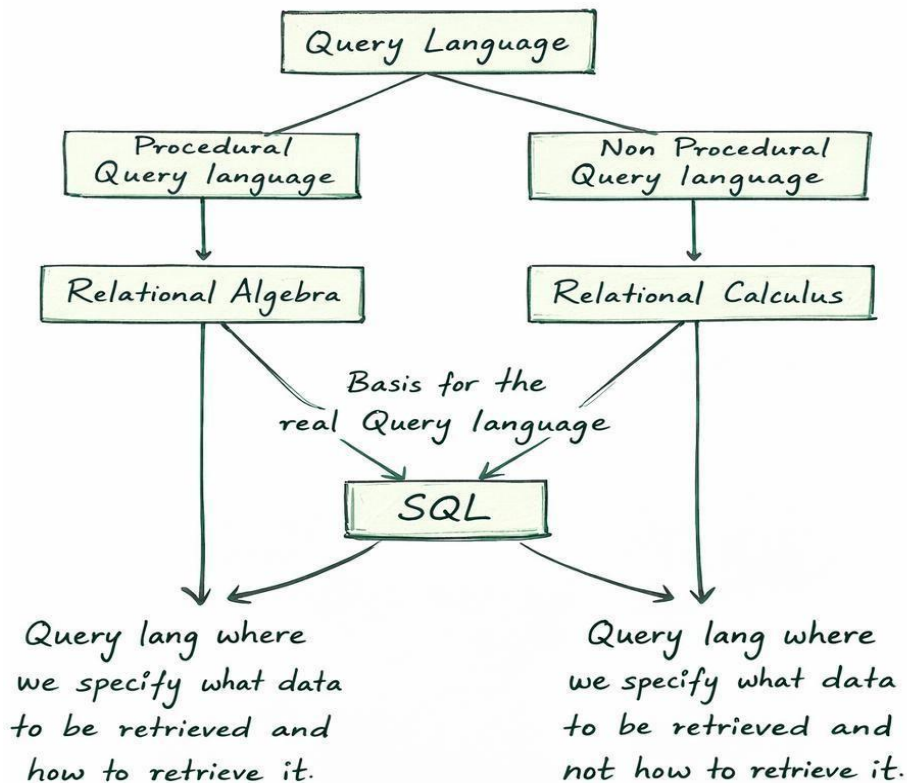 Query Language
Procedural
Query language
Non Procedural
Query language
Relational Algebra
Relational Calculus
Basis for the
real Query language
SQL
Query lang where
we specify what data
to be retrieved and
how to retrieve it.
Query lang where
we specify what data
to be retrieved and
not how to retrieve it.